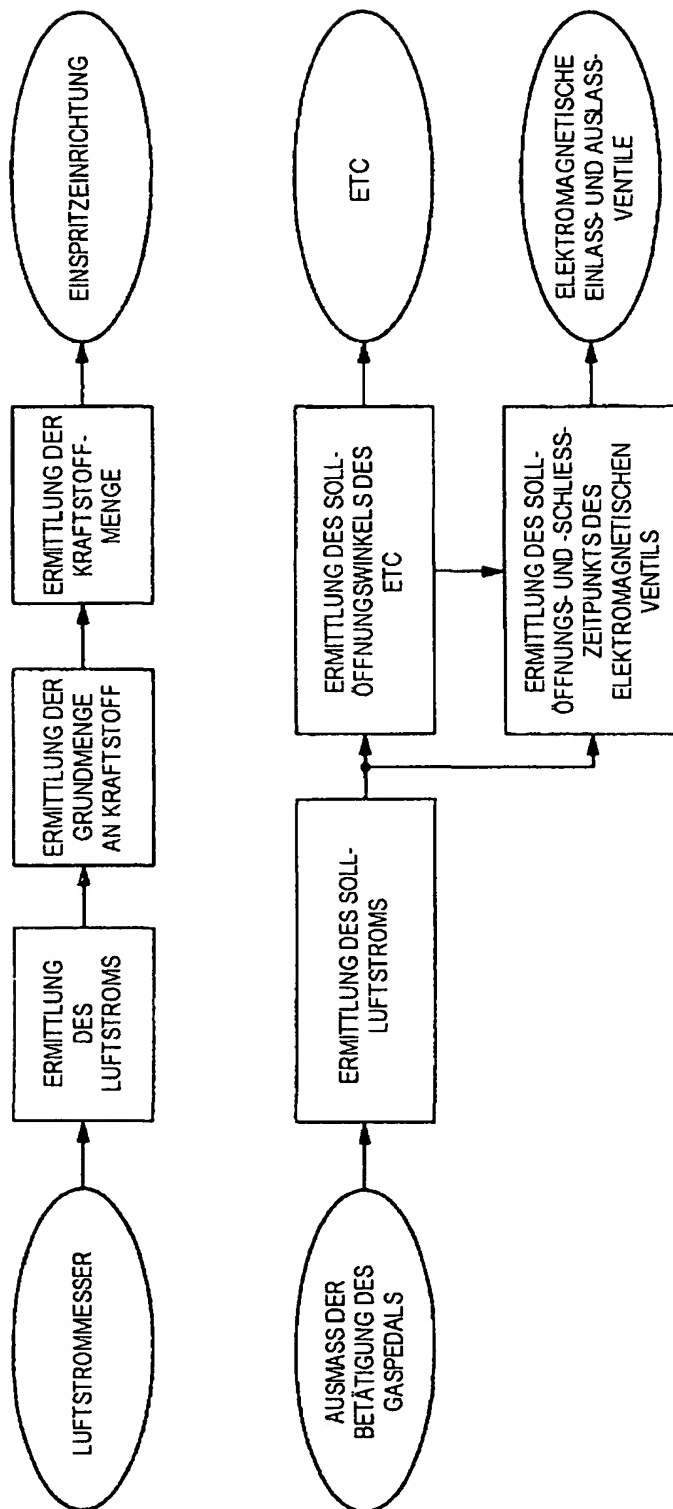 LUFTSTROMMESSER
ERMITTLUNG
DES
LUFTSTROMS
ERMITTLUNG DER
GRUNDMENGE
AN KRAFTSTOFF
ERMITTLUNG DER
KRAFTSTOFF-
MENGE
EINSPRITZEINRICHTUNG
AUSMASS DER
BETÄTIGUNG DES
GASPEDALS
ERMITTLUNG DES SOLL-
LUFTSTROMS
ERMITTLUNG DES SOLL-
ÖFFNUNGSWINKELS DES
ETC
ETC
ERMITTLUNG DES SOLL-
ÖFFNUNGS- UND -SCHLIESS-
ZEITPUNKTS DES
ELEKTROMAGNETISCHEN
VENTILS
ELEKTROMAGNETISCHE
EINLASS- UND AUSLASS-
VENTILE